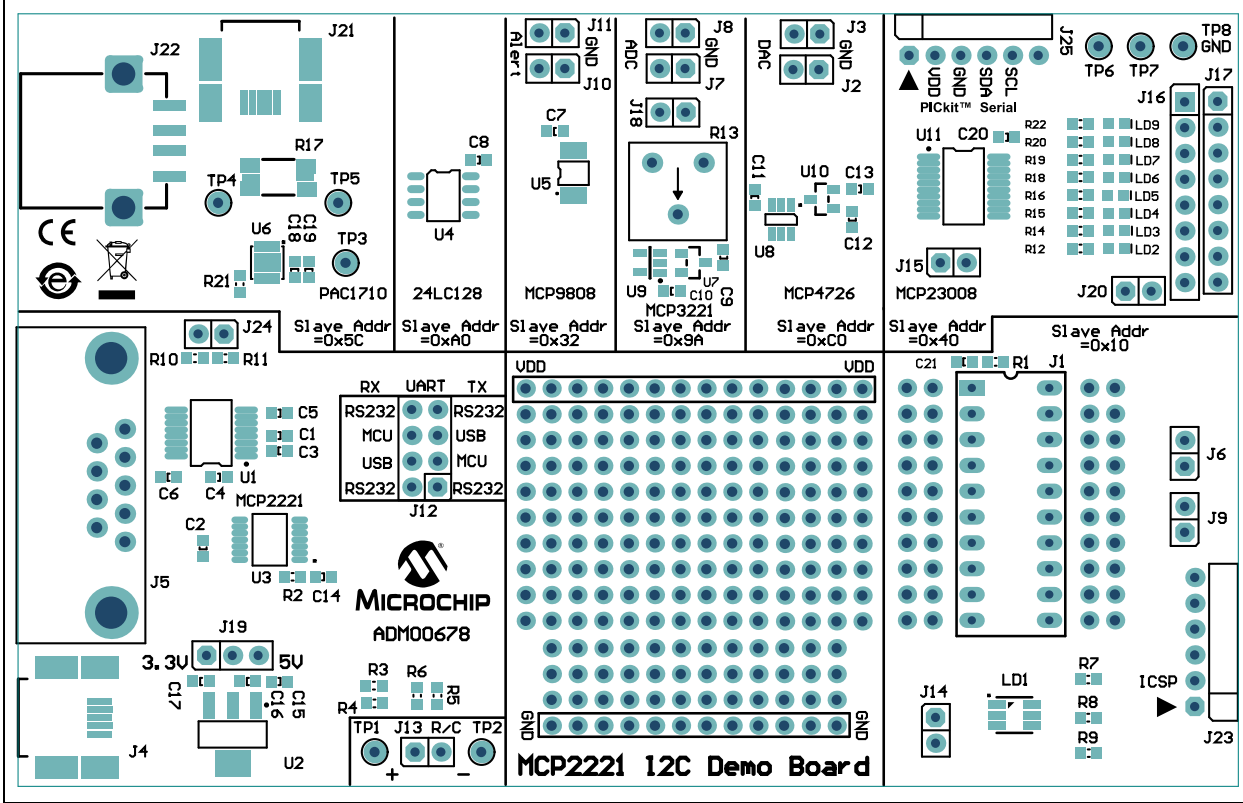 J22
J21
J11
GND
Alert
J10
J8
GND
ADC
J7
J18
J3
GND
DAC
J2
J25
VDD
GND
SDA
SCL
PICkit™ Serial
TP6
TP7
TP8
GND
J16
J17
R17
TP4
TP5
TP3
U6
C18
C19
R21
PAC1710
Slave Addr
=0x5C
C8
U4
24LC128
Slave Addr
=0xA0
C7
U5
MCP9808
Slave Addr
=0x32
R13
U9
U7
C10
C9
MCP3221
Slave Addr
=0x9A
C11
U10
C13
U8
C12
MCP4726
Slave Addr
=0xC0
U11
C20
R22
LD9
R20
LD8
R19
LD7
R18
LD6
R16
LD5
R15
LD4
R14
LD3
R12
LD2
J15
J20
MCP23008
Slave Addr
=0x40
Slave Addr
=0x10
J24
R10
R11
C5
C1
C3
C6
C4
U1
MCP2221
C2
U3
R2
C14
J5
RX UART TX
RS232
RS232
MCU
USB
USB
MCU
RS232
RS232
J12
MICROCHIP
®
ADM00678
J19
3.3V
5V
C17
C16
C15
U2
J4
R3
R4
R6
R5
TP1
J13
R/C
TP2
+
-
VDD
VDD
GND
GND
MCP2221 I2C Demo Board
C21
R1
J1
J6
J9
J14
LD1
R7
R8
R9
ICSP
J23